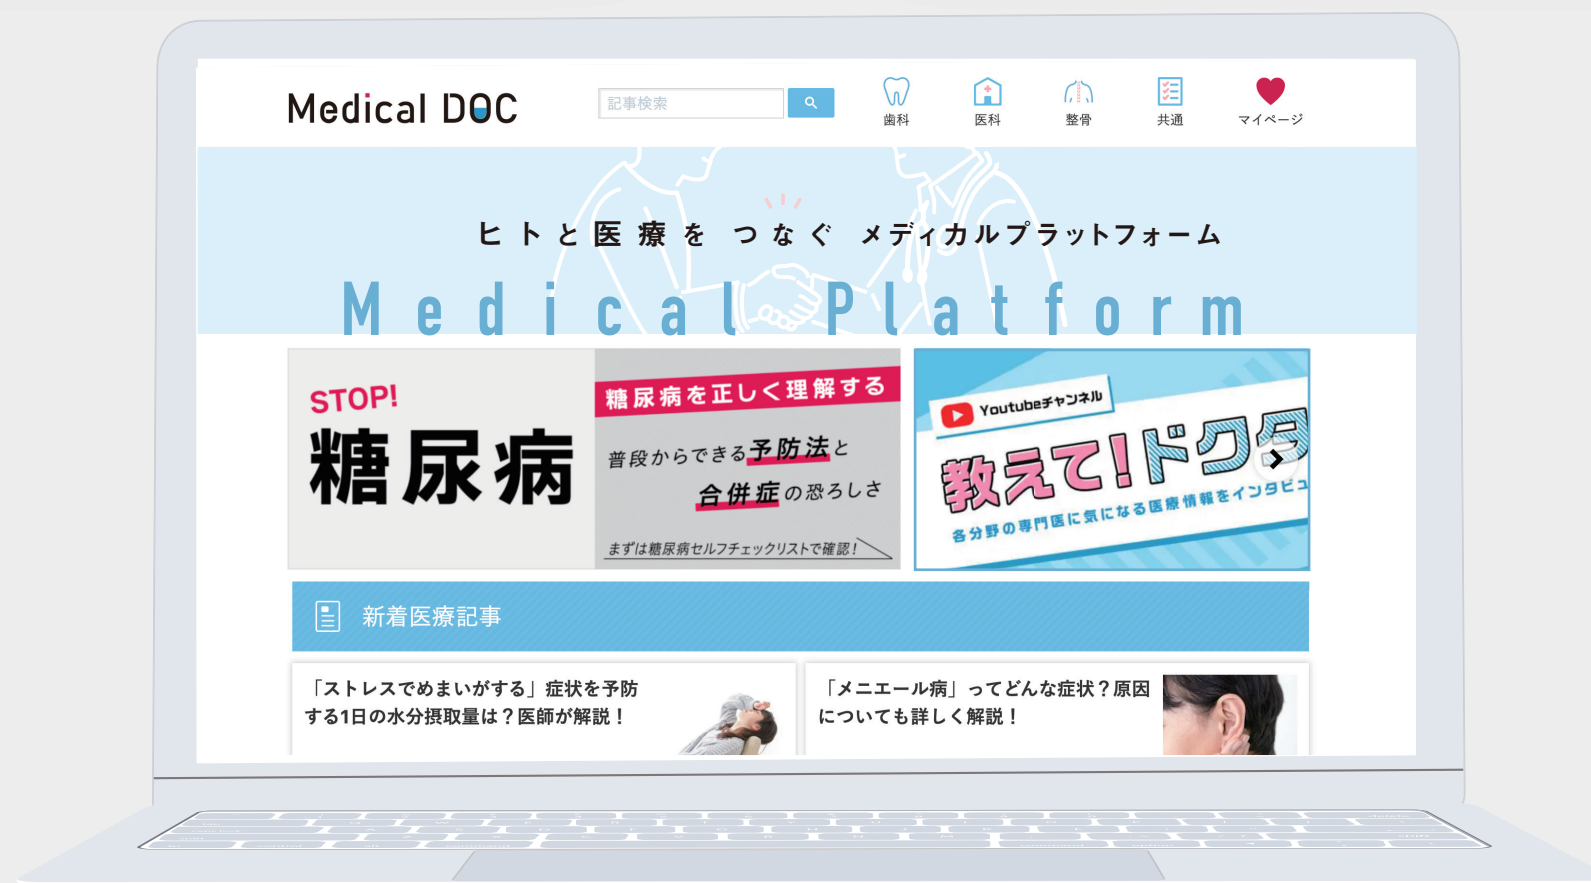 Medical DOC
記事検索
歯科
医科
整骨
共通
マイページ
ヒトと医療を つなぐ メディカルプラットフォーム
Medical Platform
STOP!
糖尿病
糖尿病を正しく理解する
普段からできる予防法と
合併症の恐ろしさ
まずは糖尿病セルフチェックリストで確認!
Youtubeチャンネル
教えて!ドクタ
各分野の専門医に気になる医療情報をインタビュ
新着医療記事
「ストレスでめまいがする」症状を予防
する1日の水分摂取量は？医師が解説！
「メニエール病」ってどんな症状？原因
についても詳しく解説！